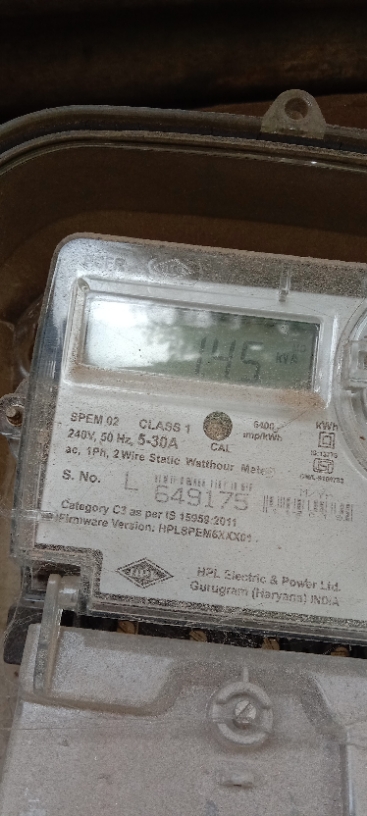 145
SPEM 02 CLASS 1
240V, 50 Hz, 5-30A
CAL
6400
imp/kWh
kWh
ac, 1Ph, 2 Wire Static Watthour Meter
S. No. L 649175
Category C3 as per IS 15959:2011
Firmware Version: HPLSPEM6XXX01
HPL Electric & Power Ltd.
Gurugram (Haryana) INDIA